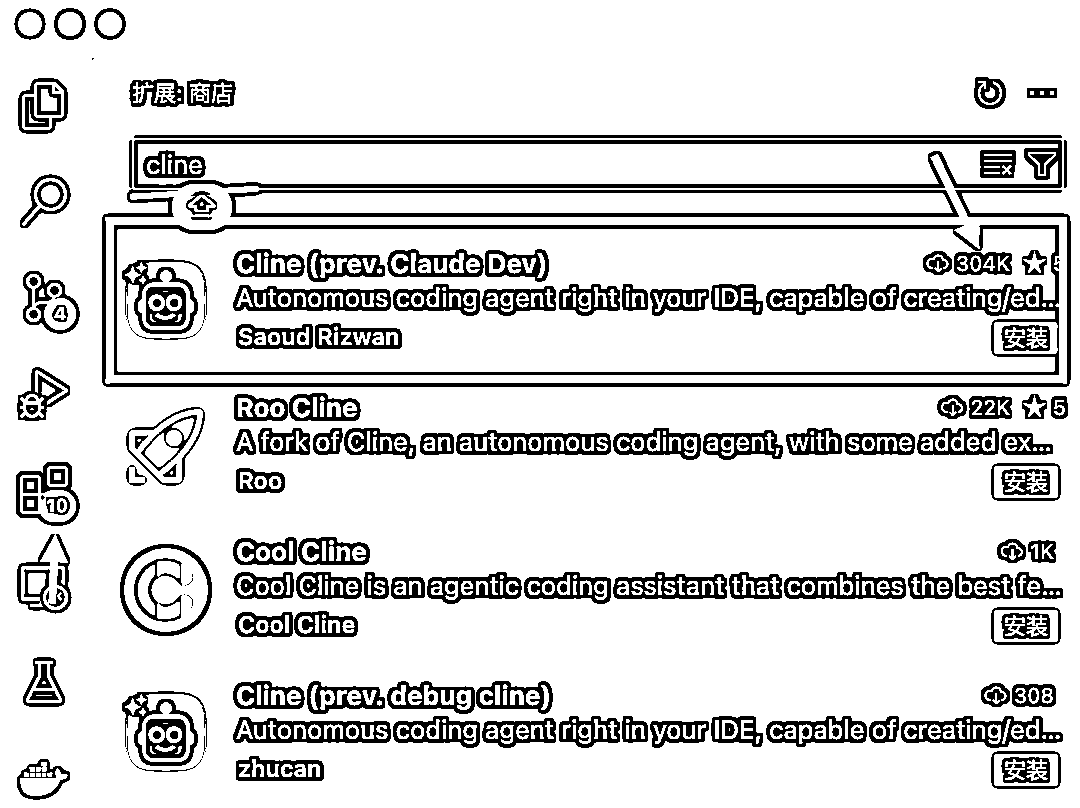 扩展: 商店
cline
Cline (prev. Claude Dev) 304K 5
Autonomous coding agent right in your IDE, capable of creating/ed...
Saoud Rizwan 安装
4
Roo Cline 22K 5
A fork of Cline, an autonomous coding agent, with some added ex...
Roo 安装
10
Cool Cline 1K
Cool Cline is an agentic coding assistant that combines the best fe...
Cool Cline 安装
Cline (prev. debug cline) 308
Autonomous coding agent right in your IDE, capable of creating/ed...
zhucan 安装